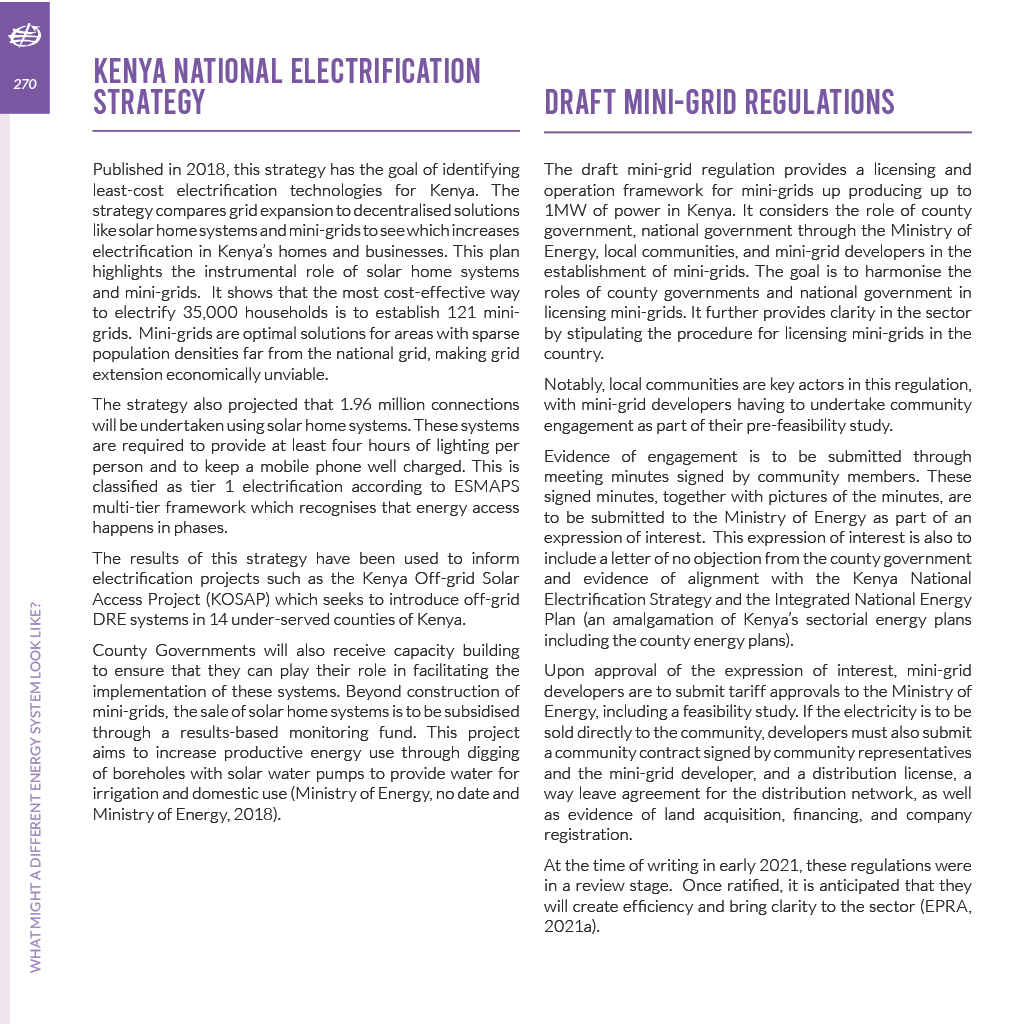 270
KENYA NATIONAL ELECTRIFICATION
STRATEGY
Published in 2018, this strategy has the goal of identifying
least-cost electrification technologies for Kenya. The
strategy compares grid expansion to decentralised solutions
like solar home systems and mini-grids to see which increases
electrification in Kenya's homes and businesses. This plan
highlights the instrumental role of solar home systems
and mini-grids.  It shows that the most cost-effective way
to electrify 35,000 households is to establish 121 mini-
grids.  Mini-grids are optimal solutions for areas with sparse
population densities far from the national grid, making grid
extension economically unviable.
The strategy also projected that 1.96 million connections
will be undertaken using solar home systems. These systems
are required to provide at least four hours of lighting per
person and to keep a mobile phone well charged. This is
classified as tier 1 electrification according to ESMAPS
multi-tier framework which recognises that energy access
happens in phases.
The results of this strategy have been used to inform
electrification projects such as the Kenya Off-grid Solar
Access Project (KOSAP) which seeks to introduce off-grid
DRE systems in 14 under-served counties of Kenya.
County Governments will also receive capacity building
to ensure that they can play their role in facilitating the
implementation of these systems. Beyond construction of
mini-grids, the sale of solar home systems is to be subsidised
through a results-based monitoring fund. This project
aims to increase productive energy use through digging
of boreholes with solar water pumps to provide water for
irrigation and domestic use (Ministry of Energy, no date and
Ministry of Energy, 2018).
DRAFT MINI-GRID REGULATIONS
The draft mini-grid regulation provides a licensing and
operation framework for mini-grids up producing up to
1MW of power in Kenya. It considers the role of county
government, national government through the Ministry of
Energy, local communities, and mini-grid developers in the
establishment of mini-grids. The goal is to harmonise the
roles of county governments and national government in
licensing mini-grids. It further provides clarity in the sector
by stipulating the procedure for licensing mini-grids in the
country.
Notably, local communities are key actors in this regulation,
with mini-grid developers having to undertake community
engagement as part of their pre-feasibility study.
Evidence of engagement is to be submitted through
meeting minutes signed by community members. These
signed minutes, together with pictures of the minutes, are
to be submitted to the Ministry of Energy as part of an
expression of interest.  This expression of interest is also to
include a letter of no objection from the county government
and evidence of alignment with the Kenya National
Electrification Strategy and the Integrated National Energy
Plan (an amalgamation of Kenya's sectorial energy plans
including the county energy plans).
Upon approval of the expression of interest, mini-grid
developers are to submit tariff approvals to the Ministry of
Energy, including a feasibility study. If the electricity is to be
sold directly to the community, developers must also submit
a community contract signed by community representatives
and the mini-grid developer, and a distribution license, a
way leave agreement for the distribution network, as well
as evidence of land acquisition, financing, and company
registration.
At the time of writing in early 2021, these regulations were
in a review stage.  Once ratified, it is anticipated that they
will create efficiency and bring clarity to the sector (EPRA,
2021a).
WHAT MIGHT A DIFFERENT ENERGY SYSTEM LOOK LIKE?